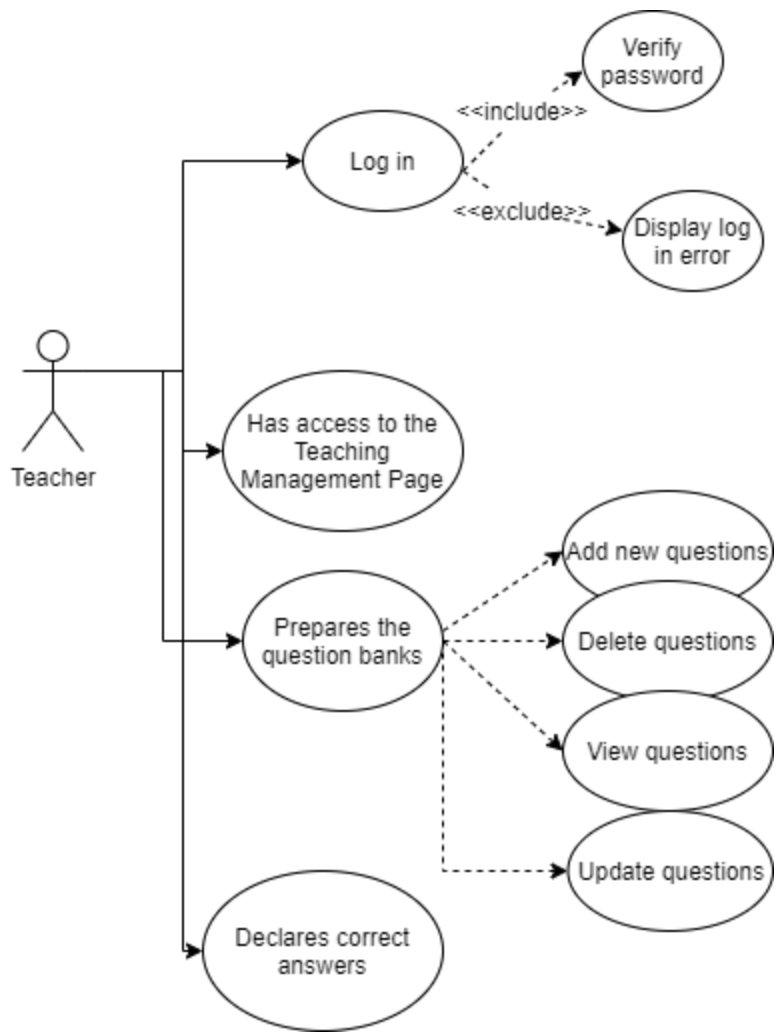 Verify
password
<<include>>
Log in
<<exclude>>
Display log
in error
Teacher
Has access to the
Teaching
Management Page
Add new questions
Prepares the
question banks
Delete questions
View questions
Update questions
Declares correct
answers